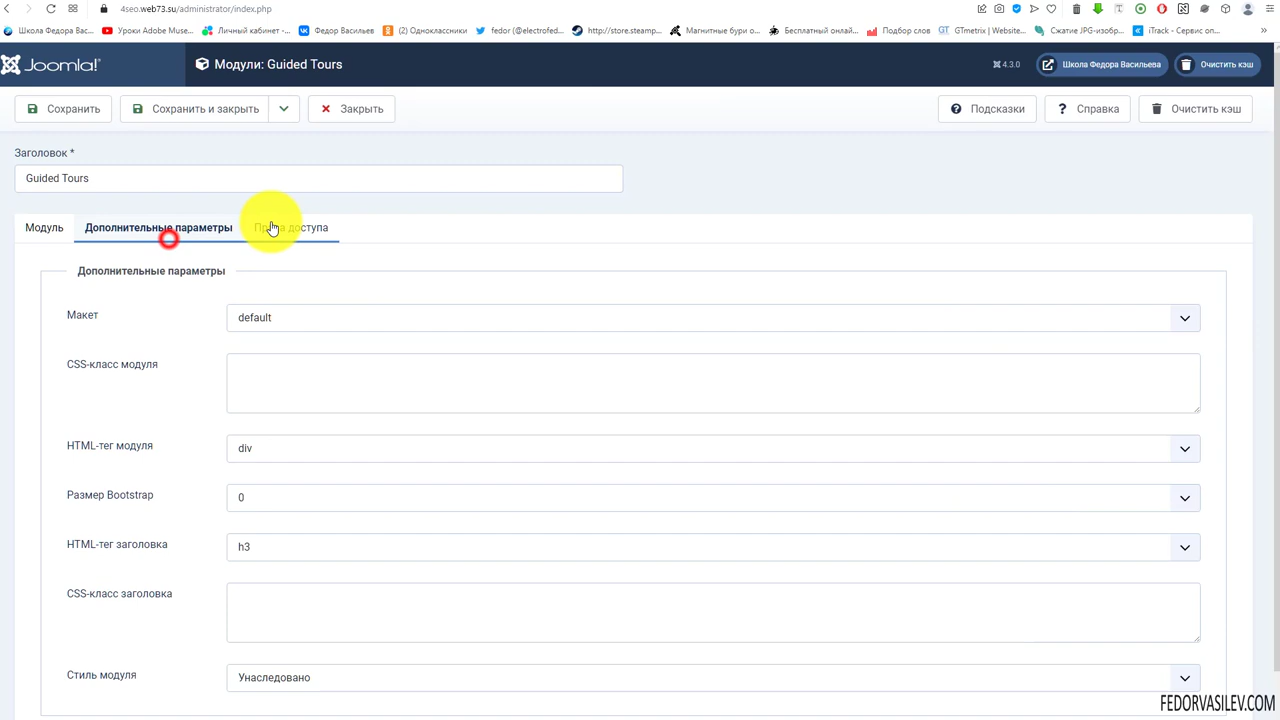 4seo.web73.su/administrator/index.php
Школа Федора Вас...
Уроки Adobe Muse...
Личный кабинет -...
Федор Васильев
(2) Одноклассники
fedor (@electrofed...
http://store.steamp...
Магнитные бури о...
Бесплатный онлай...
Подбор слов
GTmetrix | Website...
Сжатие JPG-изобр...
iTrack - Сервис оп...
Joomla!
Модули: Guided Tours
4.3.0
Школа Федора Васильева
Очистить кэш
Сохранить
Сохранить и закрыть
Закрыть
Подсказки
Справка
Очистить кэш
Заголовок *
Guided Tours
Модуль
Дополнительные параметры
Права доступа
Дополнительные параметры
Макет
default
CSS-класс модуля
HTML-тег модуля
div
Размер Bootstrap
0
HTML-тег заголовка
h3
CSS-класс заголовка
Стиль модуля
Унаследовано
FEDORVASILEV.COM